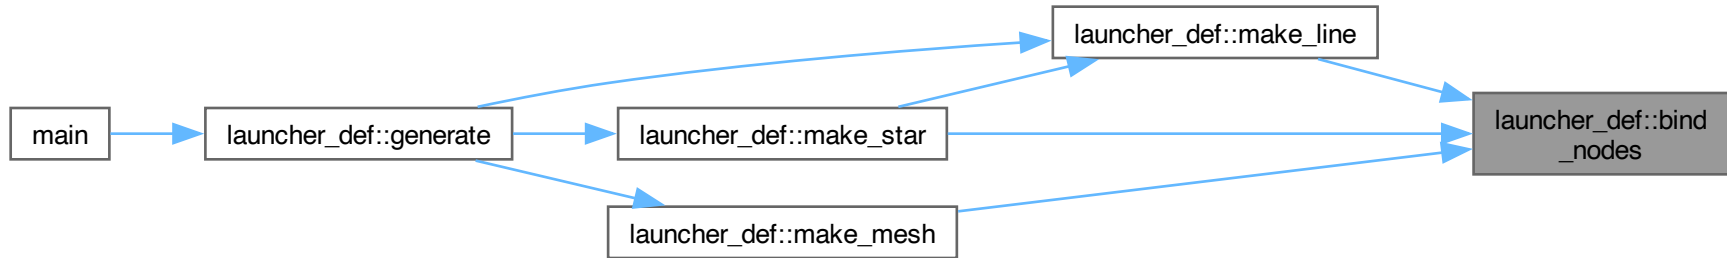 launcher_def::make_line
main
launcher_def::generate
launcher_def::make_star
launcher_def::bind
_nodes
launcher_def::make_mesh